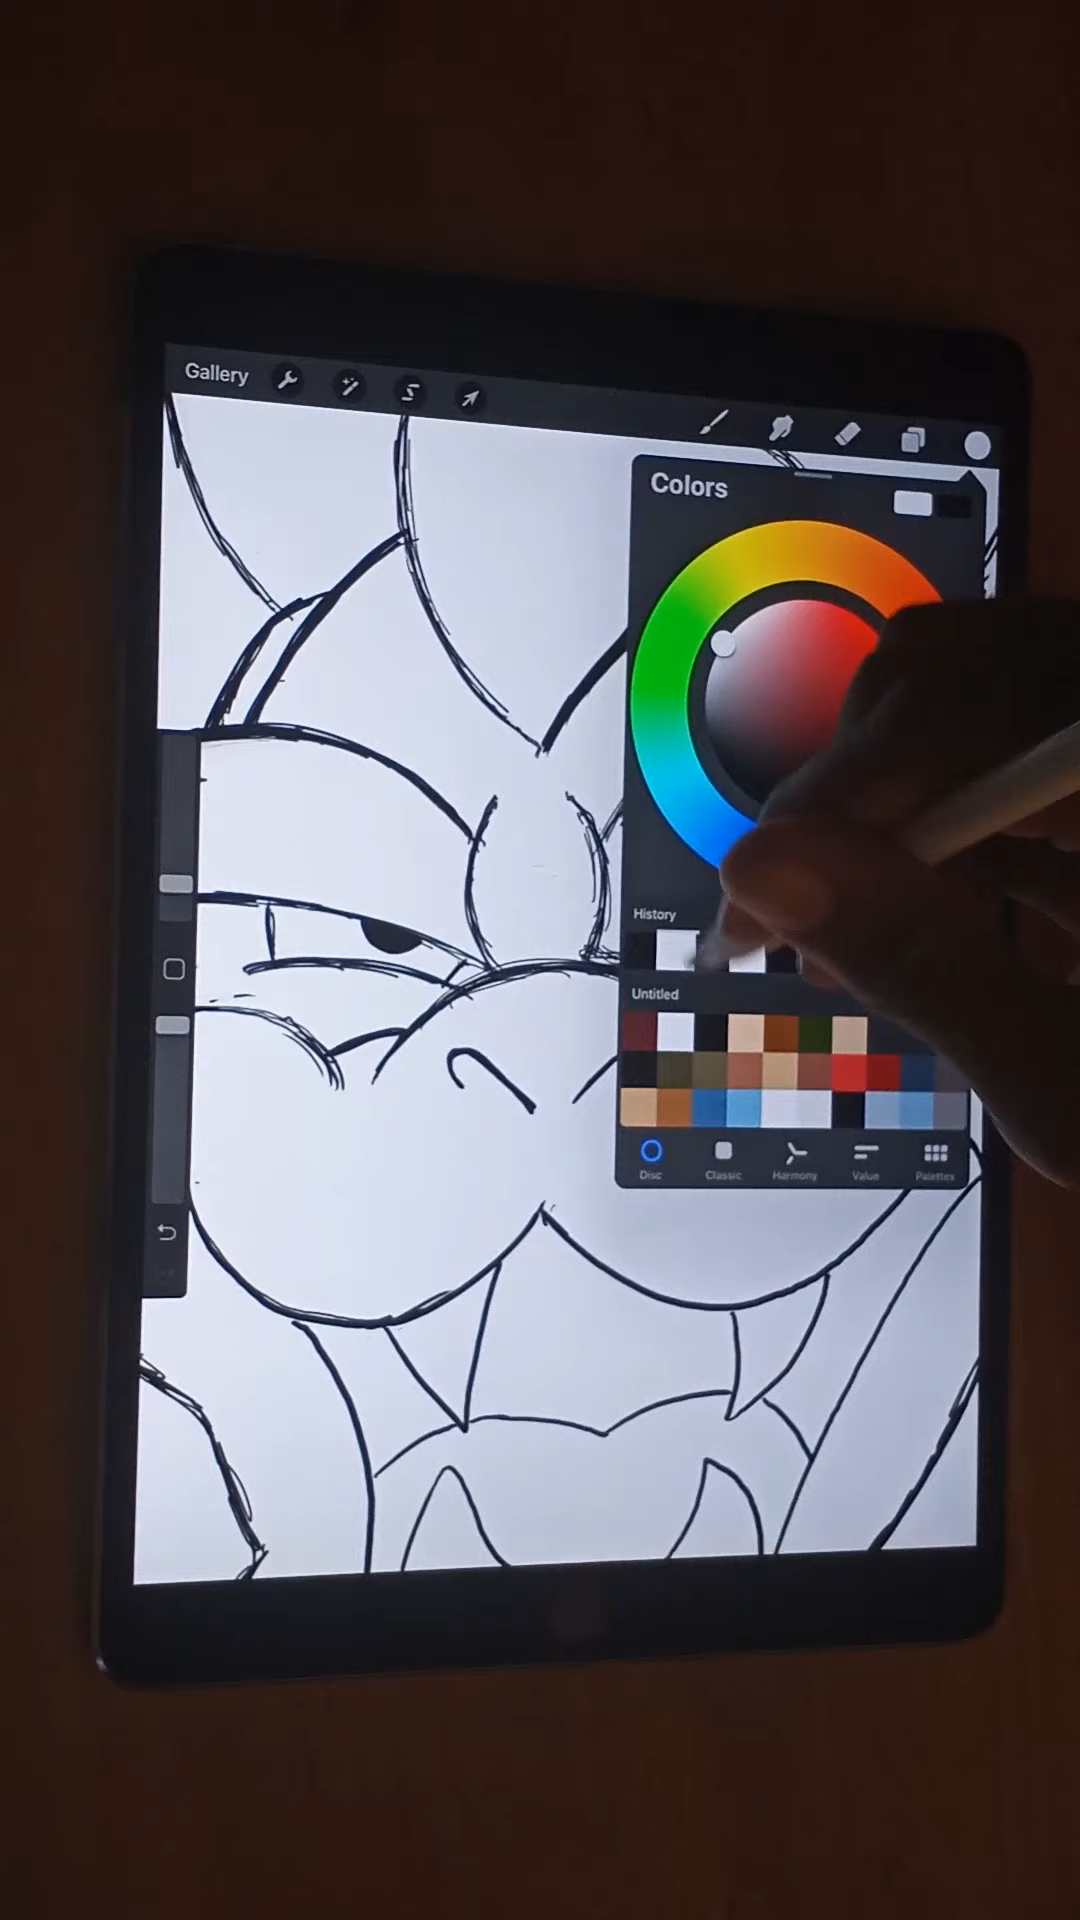 Gallery
Colors
History
Untitled
Disc
Classic
Harmony
Value
Palettes